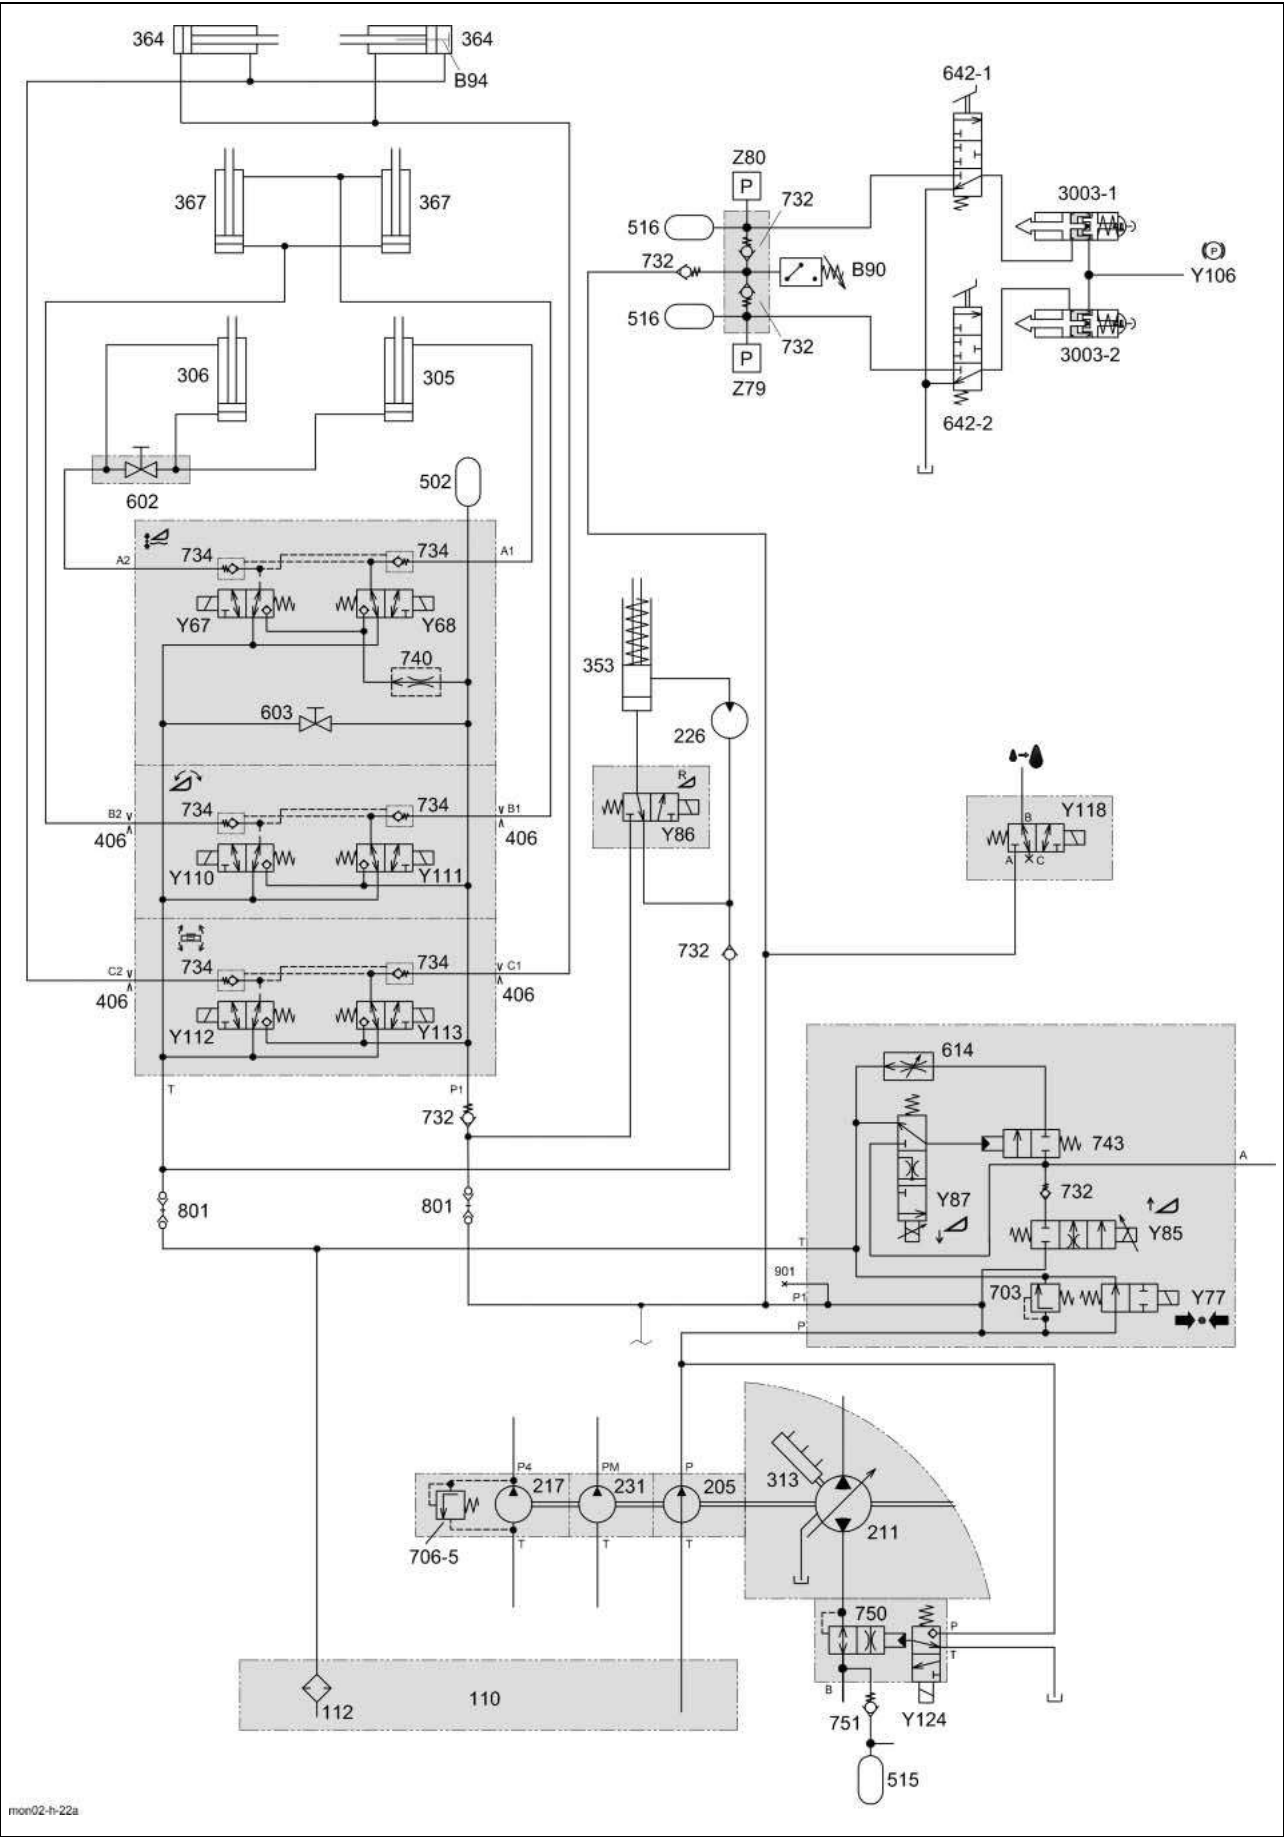 364
364
B94
642-1
367
367
Z80
P
732
516
3003-1
732
B90
P
Y106
516
732
3003-2
P
Z79
306
305
642-2
602
502
A2
734
734
A1
Y67
Y68
740
353
603
226
R
Y118
B
B2
734
734
B1
406
406
Y86
A
C
Y110
Y111
732
C2
734
734
C1
406
406
Y112
Y113
614
T
P1
732
743
A
732
801
801
Y87
Y85
T
901
P1
703
Y77
P
P4
PM
P
217
231
205
313
211
T
T
T
706-5
750
P
T
B
110
112
751
Y124
515
mon02-h-22a